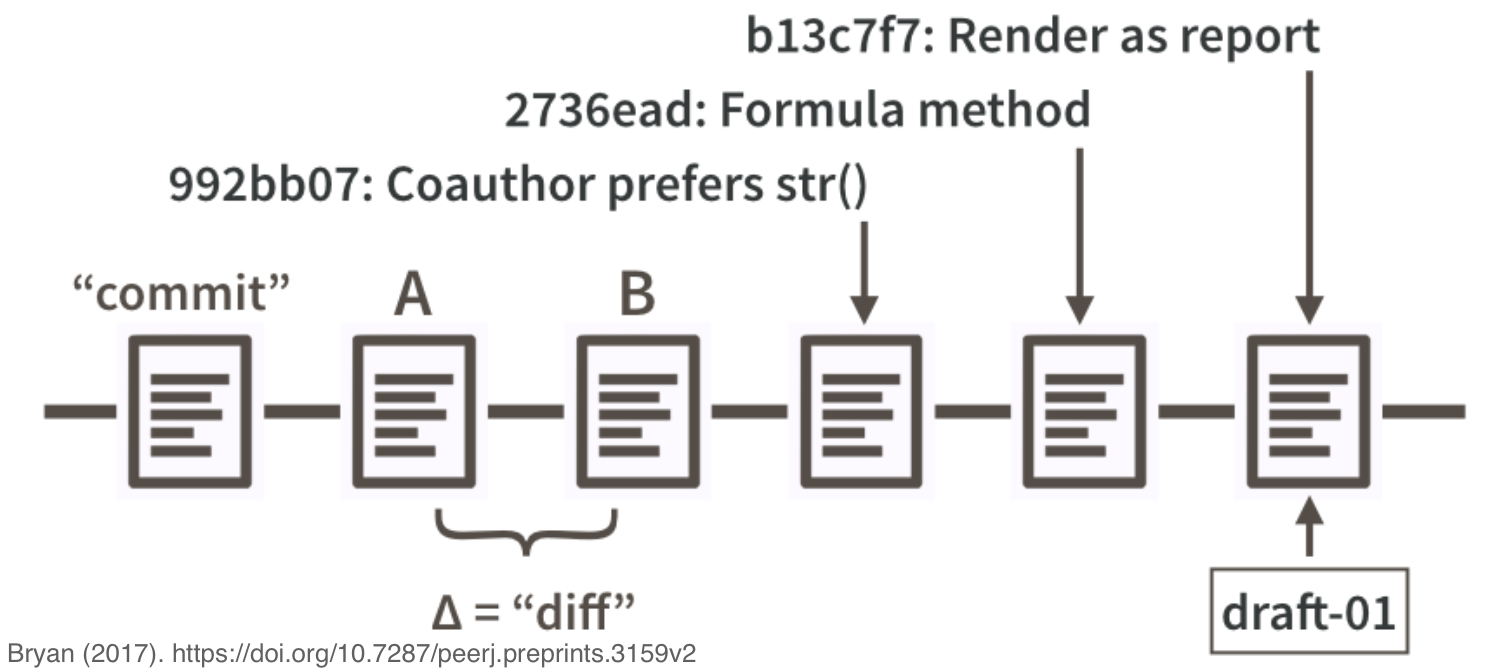 b13c7f7: Render as report
2736ead: Formula method
992bb07: Coauthor prefers str()
“commit” A B
Δ = “diff”
draft-01
Bryan (2017). https://doi.org/10.7287/peerj.preprints.3159v2